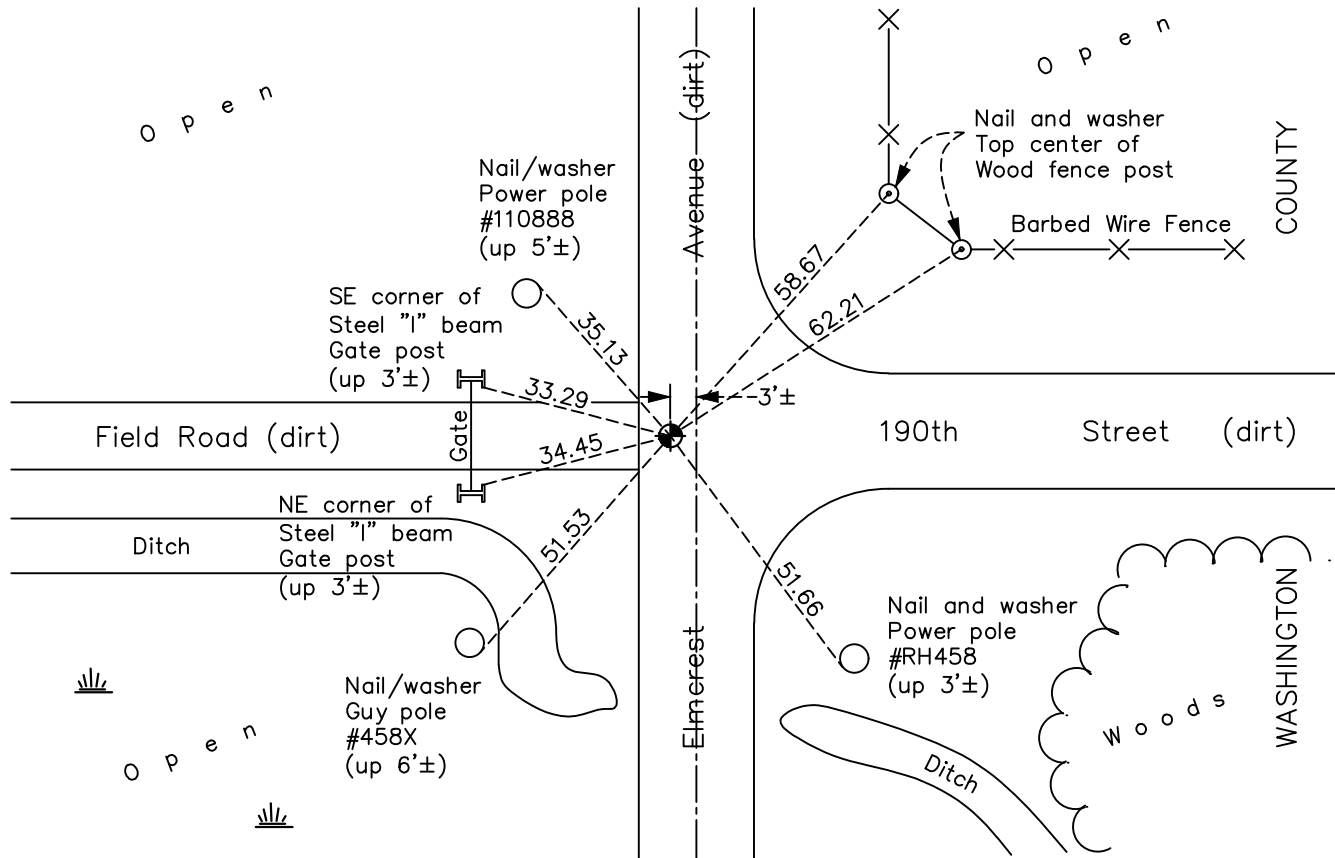 Open
Elmcrest Avenue (dirt)
Open
Nail and washer
Top center of
Wood fence post
COUNTY
Nail/washer
Power pole
#110888
(up 5'±)
Barbed Wire Fence
58.67
62.21
SE corner of
Steel "I" beam
Gate post
(up 3'±)
35.13
33.29
3'±
Field Road (dirt)
Gate
34.45
190th Street (dirt)
NE corner of
Steel "I" beam
Gate post
(up 3'±)
Ditch
51.53
51.66
Nail and washer
Power pole
#RH458
(up 3'±)
WASHINGTON
Woods
Nail/washer
Guy pole
#458X
(up 6'±)
Open
Ditch